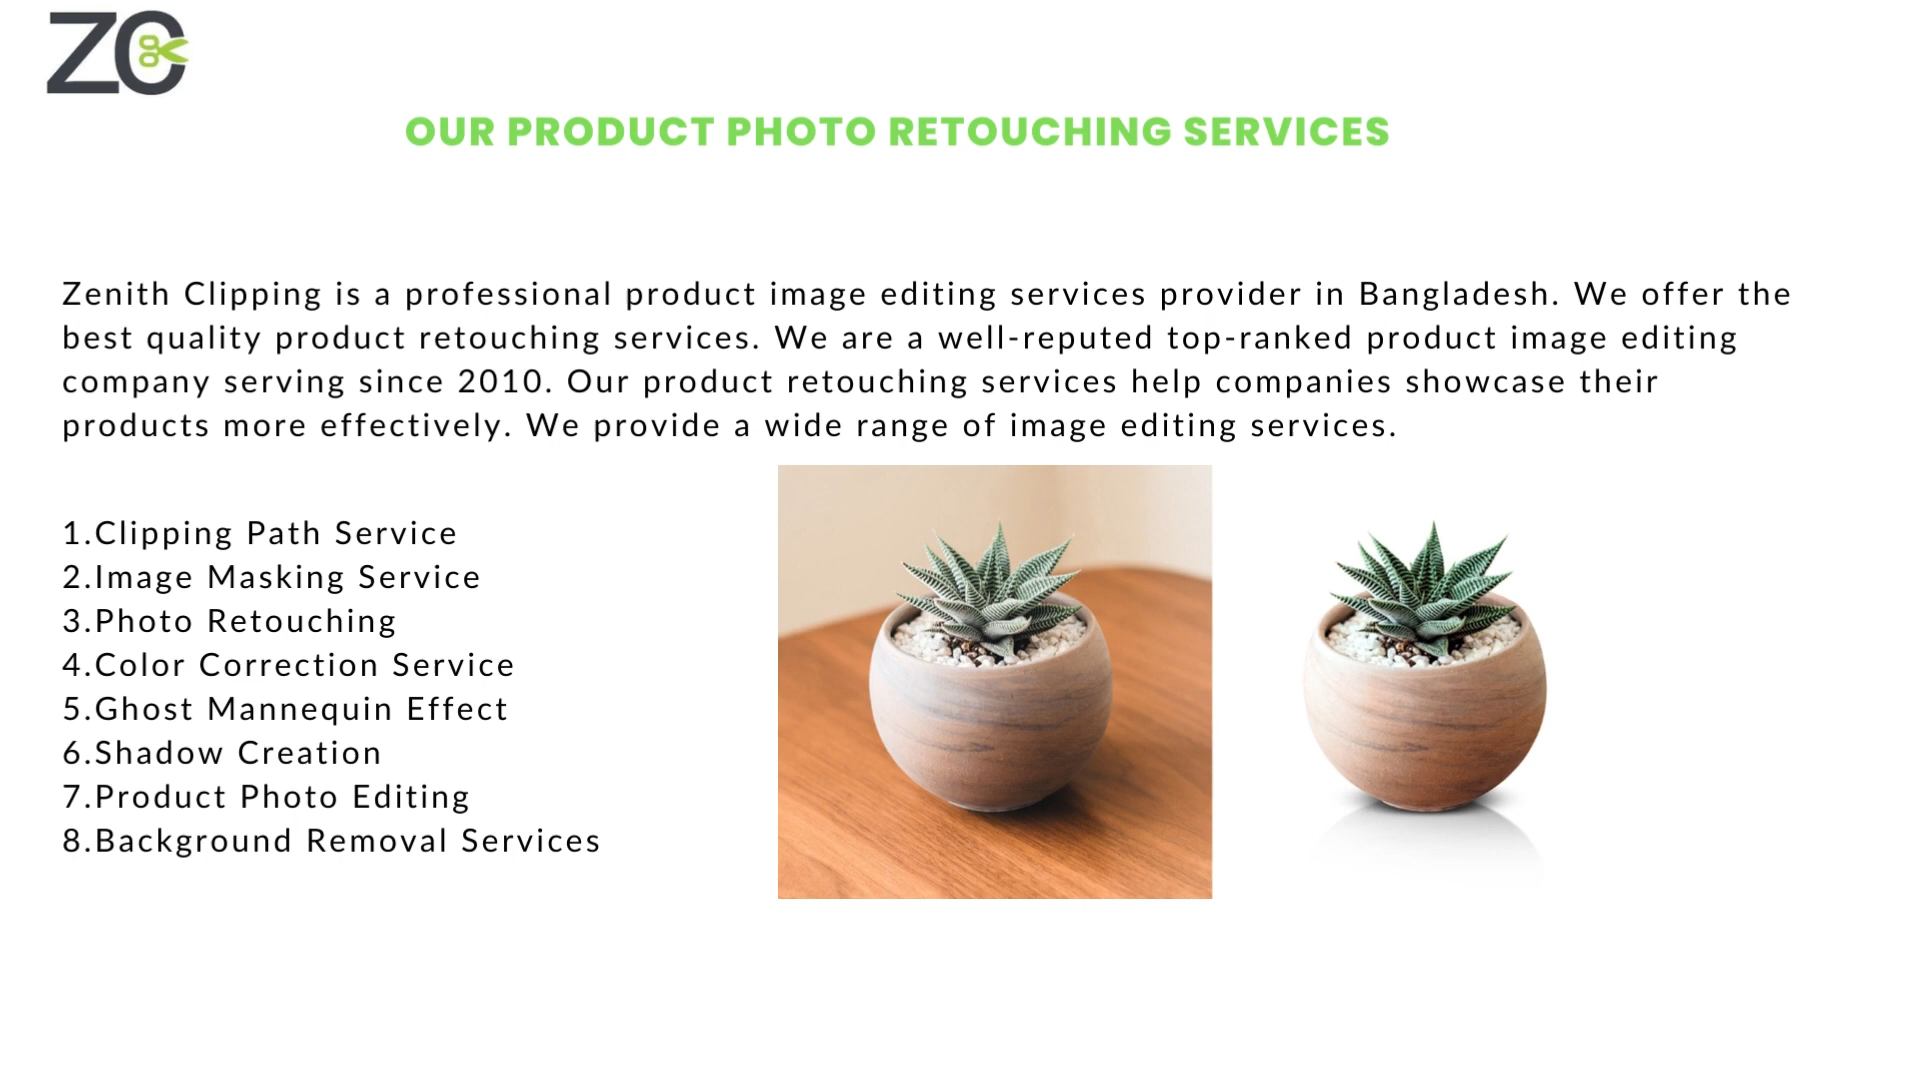 ZC
OUR PRODUCT PHOTO RETOUCHING SERVICES
Zenith Clipping is a professional product image editing services provider in Bangladesh. We offer the
best quality product retouching services. We are a well-reputed top-ranked product image editing
company serving since 2010. Our product retouching services help companies showcase their
products more effectively. We provide a wide range of image editing services.
1.Clipping Path Service
2.Image Masking Service
3.Photo Retouching
4.Color Correction Service
5.Ghost Mannequin Effect
6.Shadow Creation
7.Product Photo Editing
8.Background Removal Services